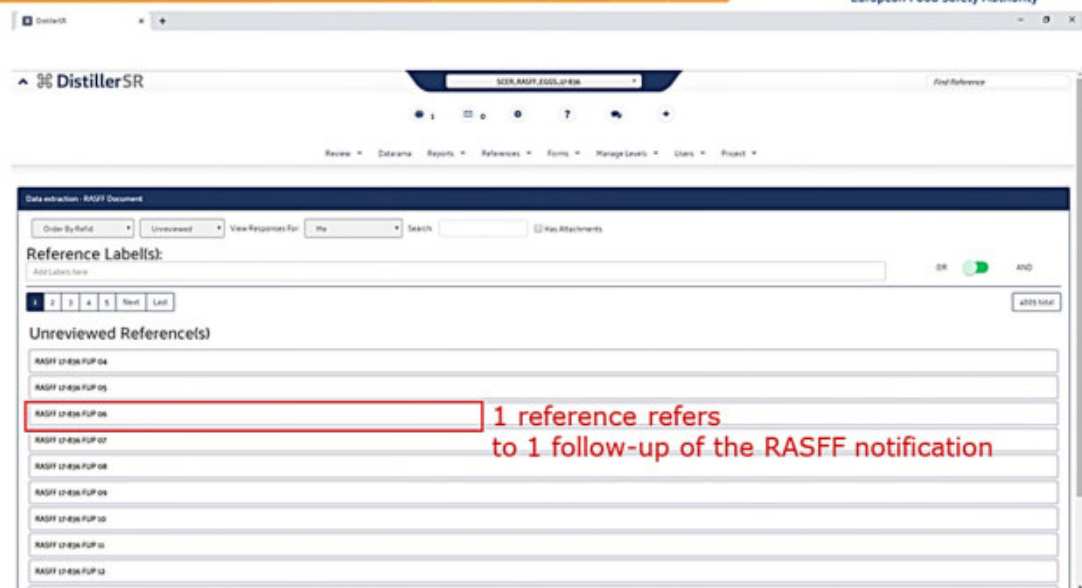 European Food Safety Authority
DistillerSR
DistillerSR
SCER_RASFF_EGGS_17-836
Find Reference
1
0
?
Review Datarama Reports References Forms Manage Levels Users Project
Data extraction - RASFF Document
Order By Refid Unreviewed View Responses For Me Search Has Attachments
Reference Label(s):
Add Labels here
OR AND
1 2 3 4 5 Next Last
4305 total
Unreviewed Reference(s)
RASFF 17-836 FUP 04
RASFF 17-836 FUP 05
RASFF 17-836 FUP 06
1 reference refers
to 1 follow-up of the RASFF notification
RASFF 17-836 FUP 07
RASFF 17-836 FUP 08
RASFF 17-836 FUP 09
RASFF 17-836 FUP 10
RASFF 17-836 FUP 11
RASFF 17-836 FUP 12